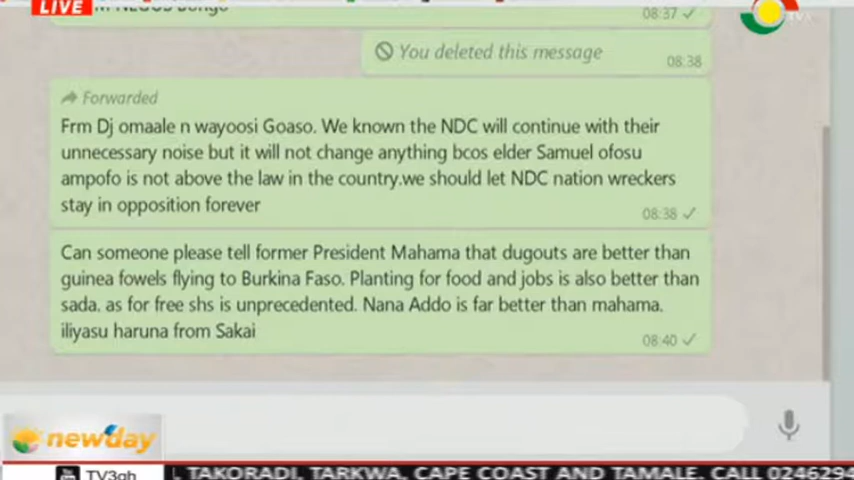 LIVE
08:37
You deleted this message
08:38
Forwarded
Frm Dj omaale n wayoosi Goaso. We known the NDC will continue with their
unnecessary noise but it will not change anything bcos elder Samuel ofosu
ampofo is not above the law in the country.we should let NDC nation wreckers
stay in opposition forever
08:38
Can someone please tell former President Mahama that dugouts are better than
guinea fowels flying to Burkina Faso. Planting for food and jobs is also better than
sada. as for free shs is unprecedented. Nana Addo is far better than mahama.
iliyasu haruna from Sakai
08:40
newday
TV3gh
TAKORADI, TARKWA, CAPE COAST AND TAMALE. CALL 0246294